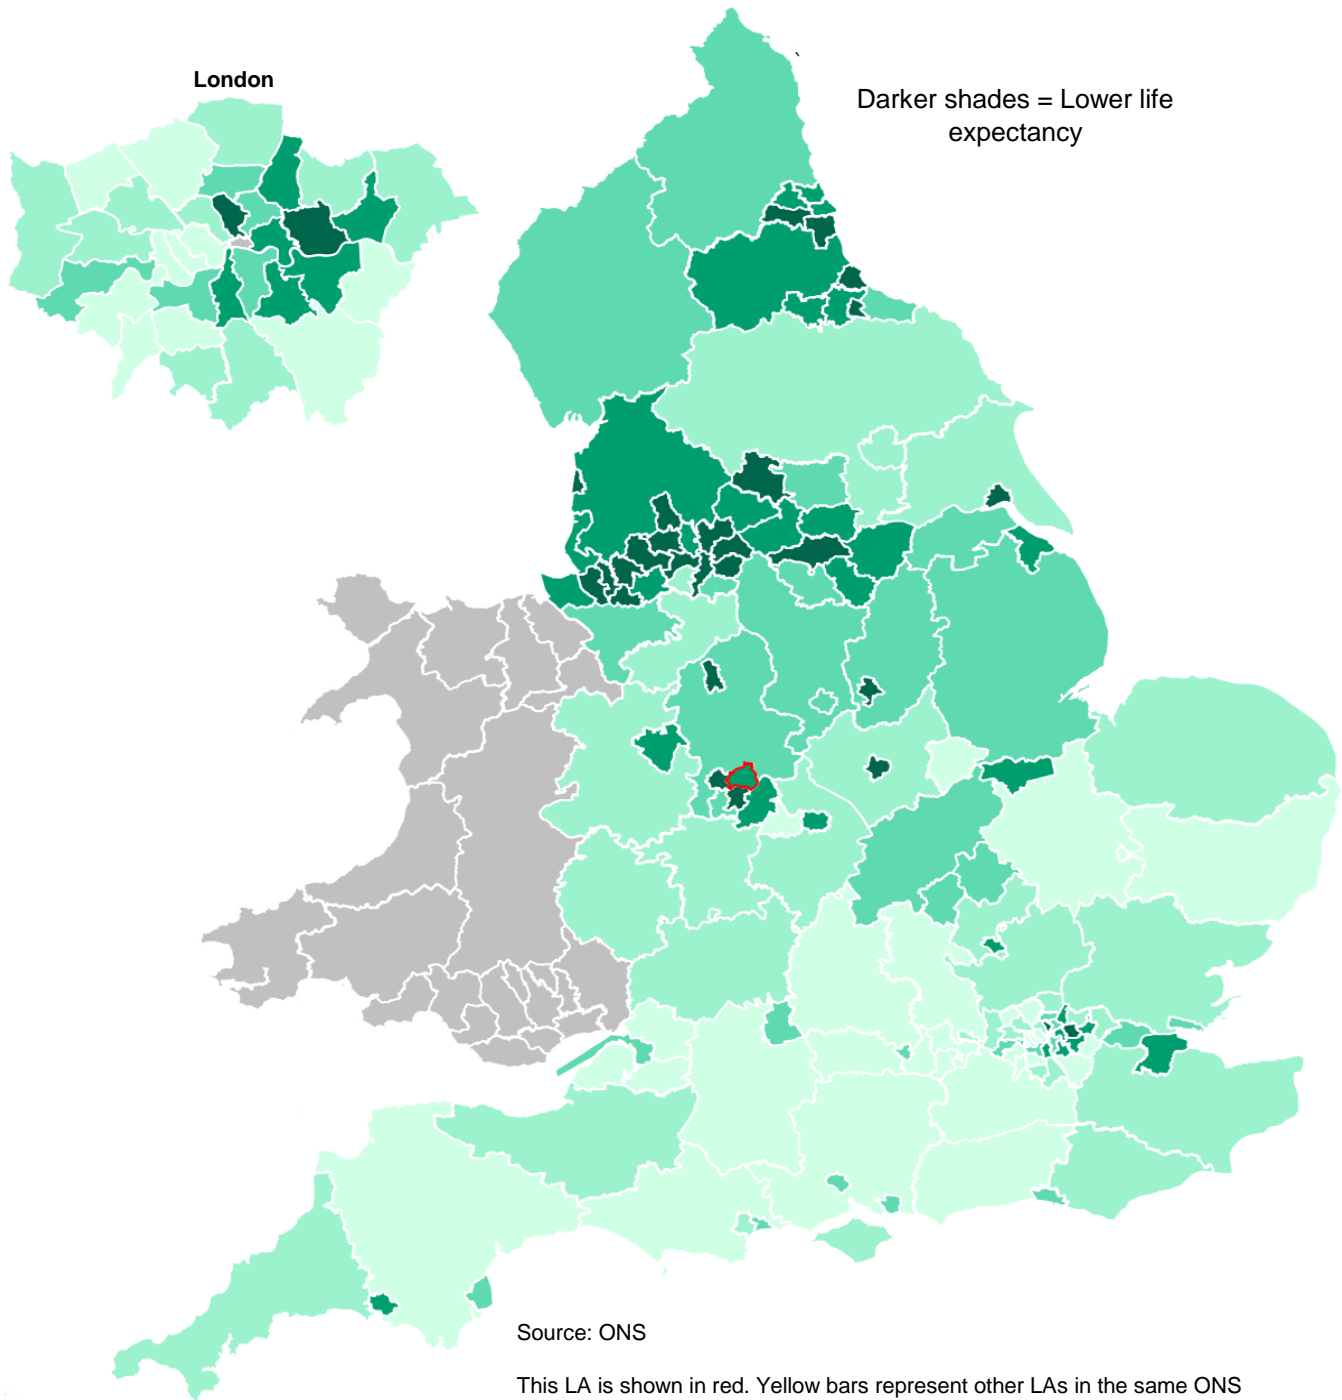 London
Darker shades = Lower life
expectancy
Source: ONS
This LA is shown in red. Yellow bars represent other LAs in the same ONS